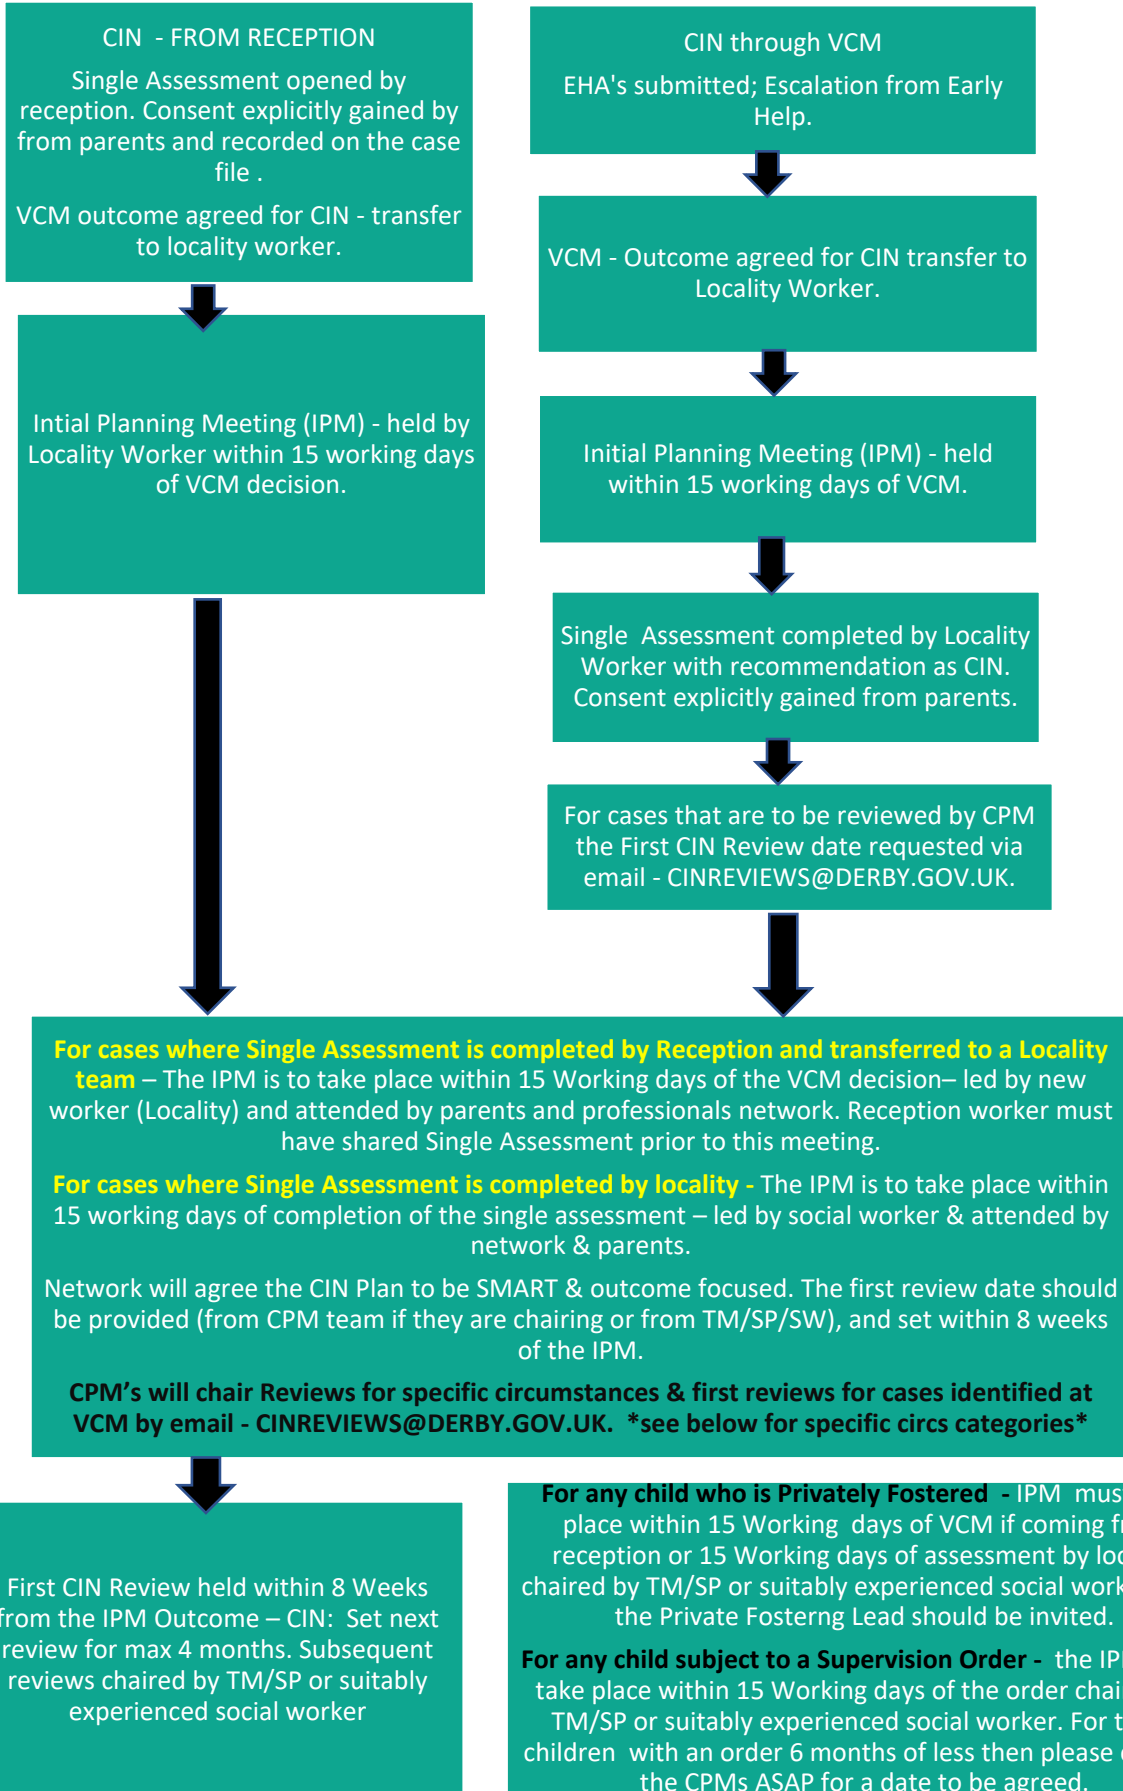 CIN - FROM RECEPTION
Single Assessment opened by
reception. Consent explicitly gained by
from parents and recorded on the case
file .
VCM outcome agreed for CIN - transfer
to locality worker.
Intial Planning Meeting (IPM) - held by
Locality Worker within 15 working days
of VCM decision.
CIN through VCM
EHA's submitted; Escalation from Early
Help.
VCM - Outcome agreed for CIN transfer to
Locality Worker.
Initial Planning Meeting (IPM) - held
within 15 working days of VCM.
Single Assessment completed by Locality
Worker with recommendation as CIN.
Consent explicitly gained from parents.
For cases that are to be reviewed by CPM
the First CIN Review date requested via
email - CINREVIEWS@DERBY.GOV.UK.
For cases where Single Assessment is completed by Reception and transferred to a Locality
team – The IPM is to take place within 15 Working days of the VCM decision– led by new
worker (Locality) and attended by parents and professionals network. Reception worker must
have shared Single Assessment prior to this meeting.
For cases where Single Assessment is completed by locality - The IPM is to take place within
15 working days of completion of the single assessment – led by social worker & attended by
network & parents.
Network will agree the CIN Plan to be SMART & outcome focused. The first review date should
be provided (from CPM team if they are chairing or from TM/SP/SW), and set within 8 weeks
of the IPM.
CPM's will chair Reviews for specific circumstances & first reviews for cases identified at
VCM by email - CINREVIEWS@DERBY.GOV.UK. *see below for specific circs categories*
First CIN Review held within 8 Weeks
from the IPM Outcome – CIN: Set next
review for max 4 months. Subsequent
reviews chaired by TM/SP or suitably
experienced social worker
For any child who is Privately Fostered - IPM
place within 15 Working days of VCM if coming
reception or 15 Working days of assessment by
chaired by TM/SP or suitably experienced social
the Private Fosterng Lead should be invited.
For any child subject to a Supervision Order - the
take place within 15 Working days of the order
TM/SP or suitably experienced social worker. For
children with an order 6 months of less then please
the CPMs ASAP for a date to be agreed.